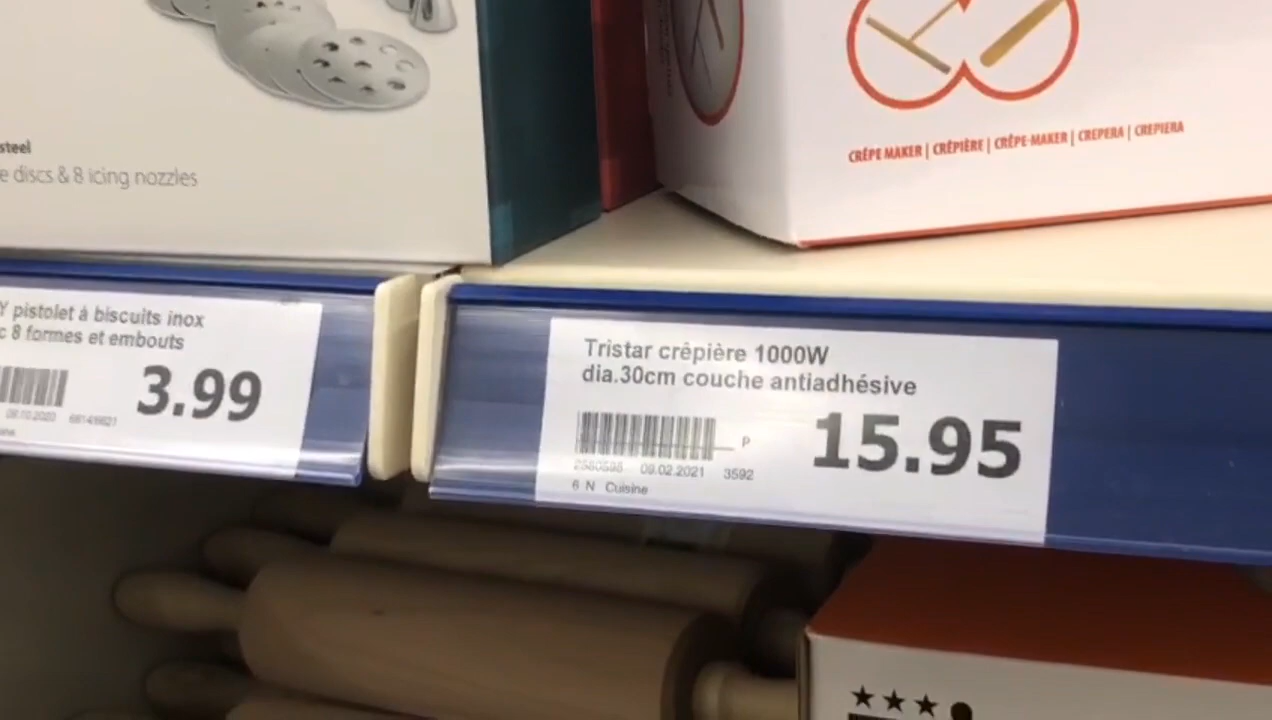 steel
e discs & 8 icing nozzles
CRÊPE MAKER | CRÊPIÈRE | CRÊPE-MAKER | CREPERA | CREPIERA
Y pistolet à biscuits inox
c 8 formes et embouts
3.99
Tristar crêpière 1000W
dia.30cm couche antiadhésive
15.95
P
09.02.2021 3592
6 N Cuisine